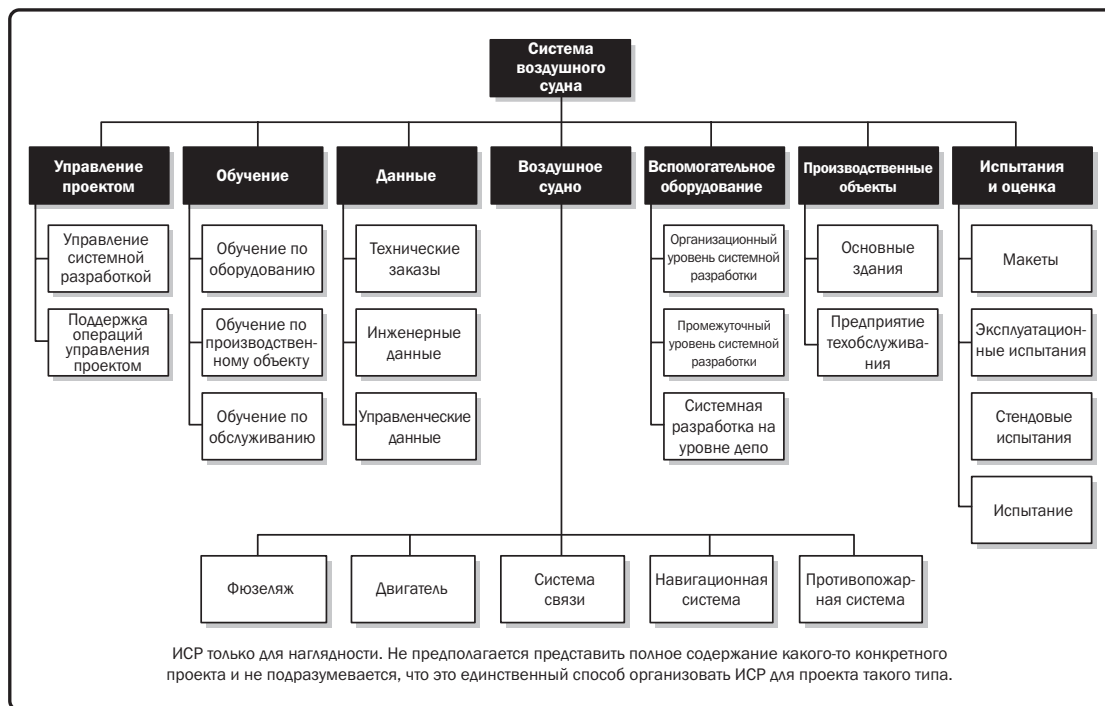 Система
воздушного
судна
Управление
проектом
Обучение
Данные
Воздушное
судно
Вспомогательное
оборудование
Производственные
объекты
Испытания
и оценка
Управление
системной
разработкой
Поддержка
операций
управления
проектом
Обучение по
оборудованию
Обучение по
производствен-
ному объекту
Обучение по
обслуживанию
Технические
заказы
Инженерные
данные
Управленческие
данные
Организационный
уровень системной
разработки
Промежуточный
уровень системной
разработки
Системная
разработка на
уровне депо
Основные
здания
Предприятие
техобслужива-
ния
Макеты
Эксплуатацион-
ные испытания
Стендовые
испытания
Испытание
Фюзеляж
Двигатель
Система
связи
Навигационная
система
Противопожар-
ная система
ИСР только для наглядности. Не предполагается представить полное содержание какого-то конкретного
проекта и не подразумевается, что это единственный способ организовать ИСР для проекта такого типа.